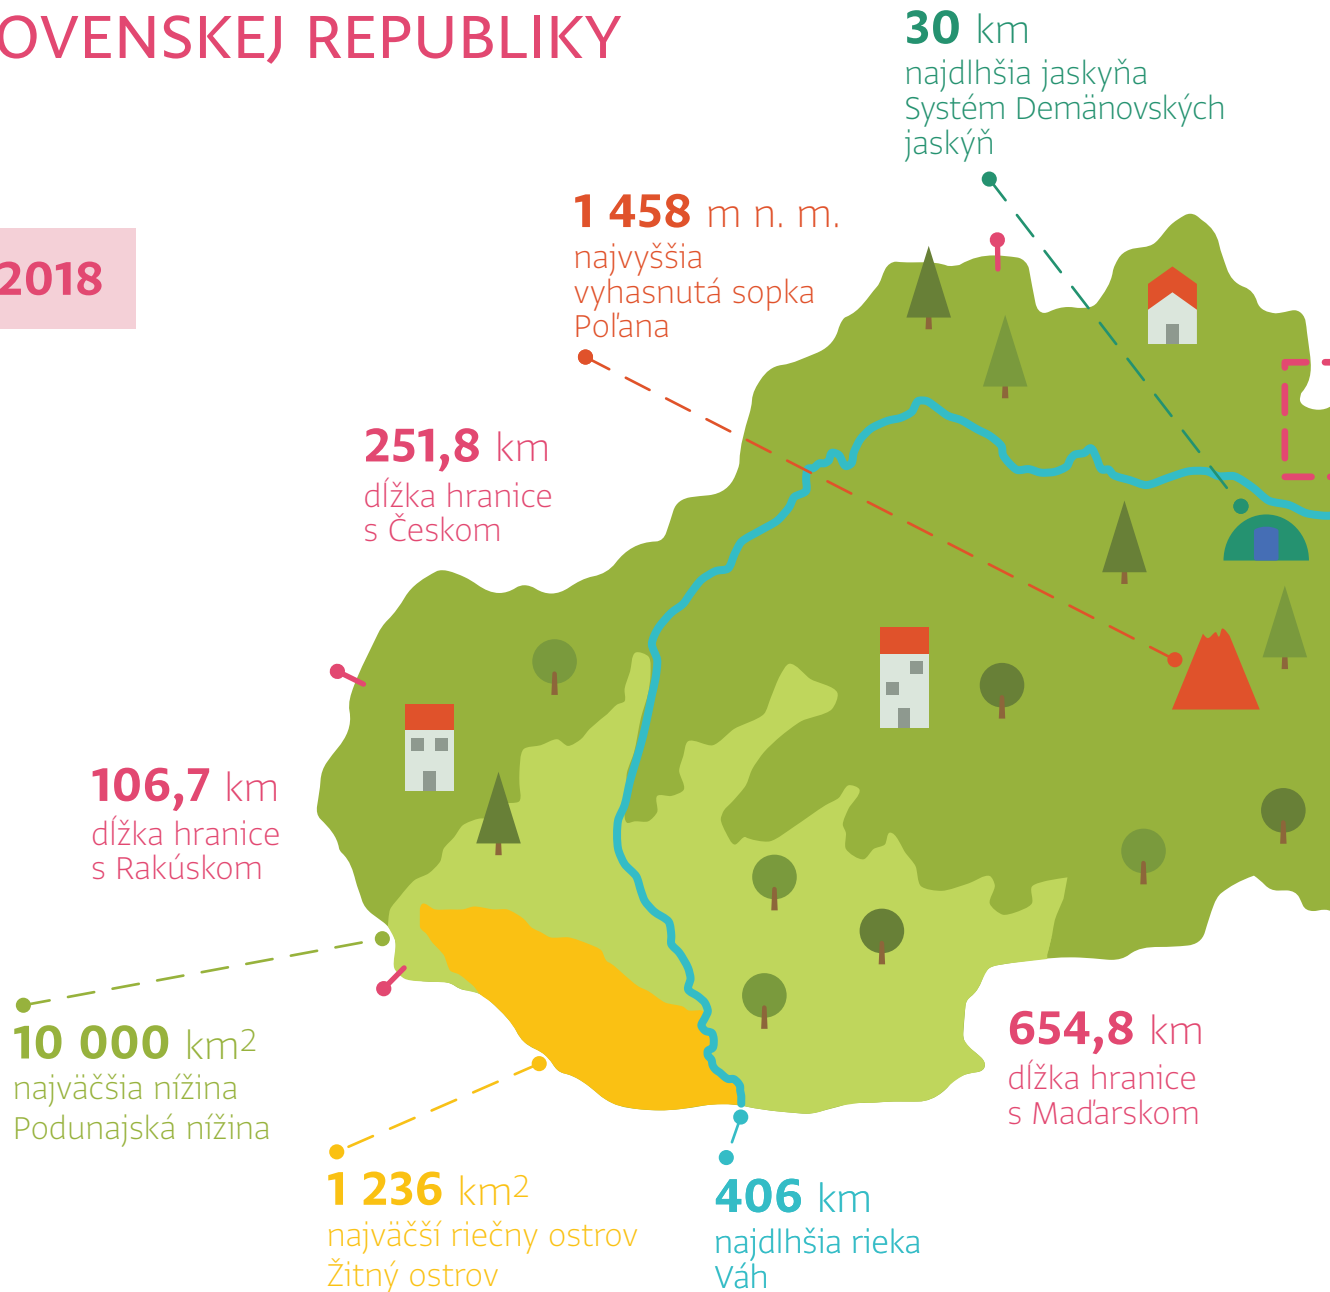 OVENSKEJ REPUBLIKY
30 km
najdlhšia jaskyňa
Systém Demänovských
jaskýň
1 458 m n. m.
najvyššia
vyhasnutá sopka
Poľana
2018
251,8 km
dĺžka hranice
s Českom
106,7 km
dĺžka hranice
s Rakúskom
10 000 km²
najväčšia nížina
Podunajská nížina
654,8 km
dĺžka hranice
s Maďarskom
1 236 km²
najväčší riečny ostrov
Žitný ostrov
406 km
najdlhšia rieka
Váh